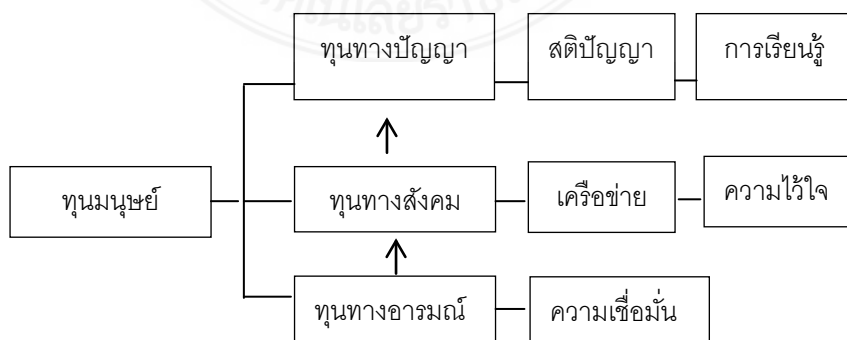 ทุนทางปัญญา สติปัญญา การเรียนรู้
ทุนมนุษย์ ทุนทางสังคม เครือข่าย ความไว้ใจ
ทุนทางอารมณ์ ความเชื่อมั่น